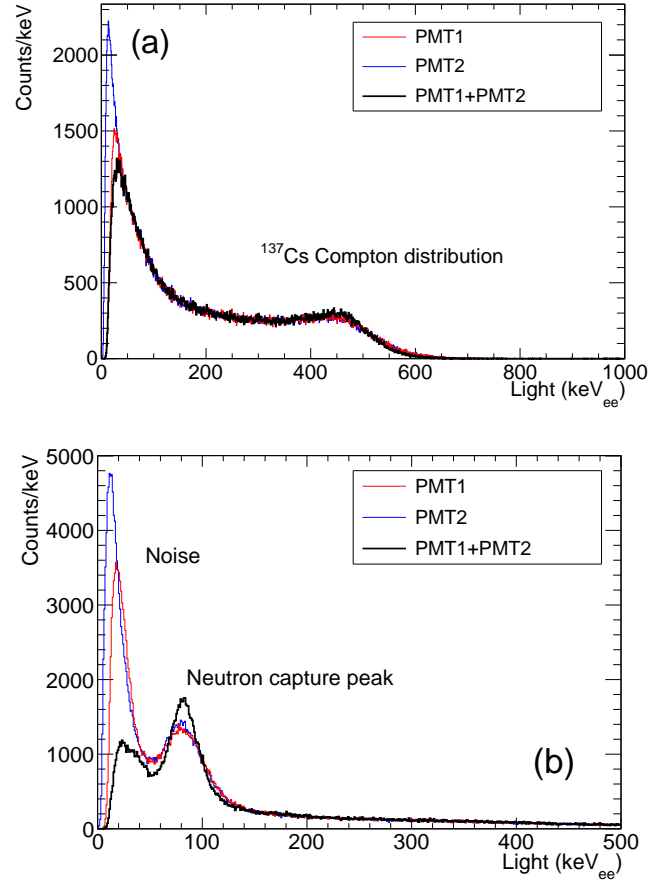 (a)
PMT1
PMT2
PMT1+PMT2
Counts/keV
2000
1500
1000
500
0
137Cs Compton distribution
0 200 400 600 800 1000
Light (keVee)
5000
4000
3000
2000
1000
0
Counts/keV
PMT1
PMT2
PMT1+PMT2
Noise
Neutron capture peak
(b)
0 100 200 300 400 500
Light (keVee)